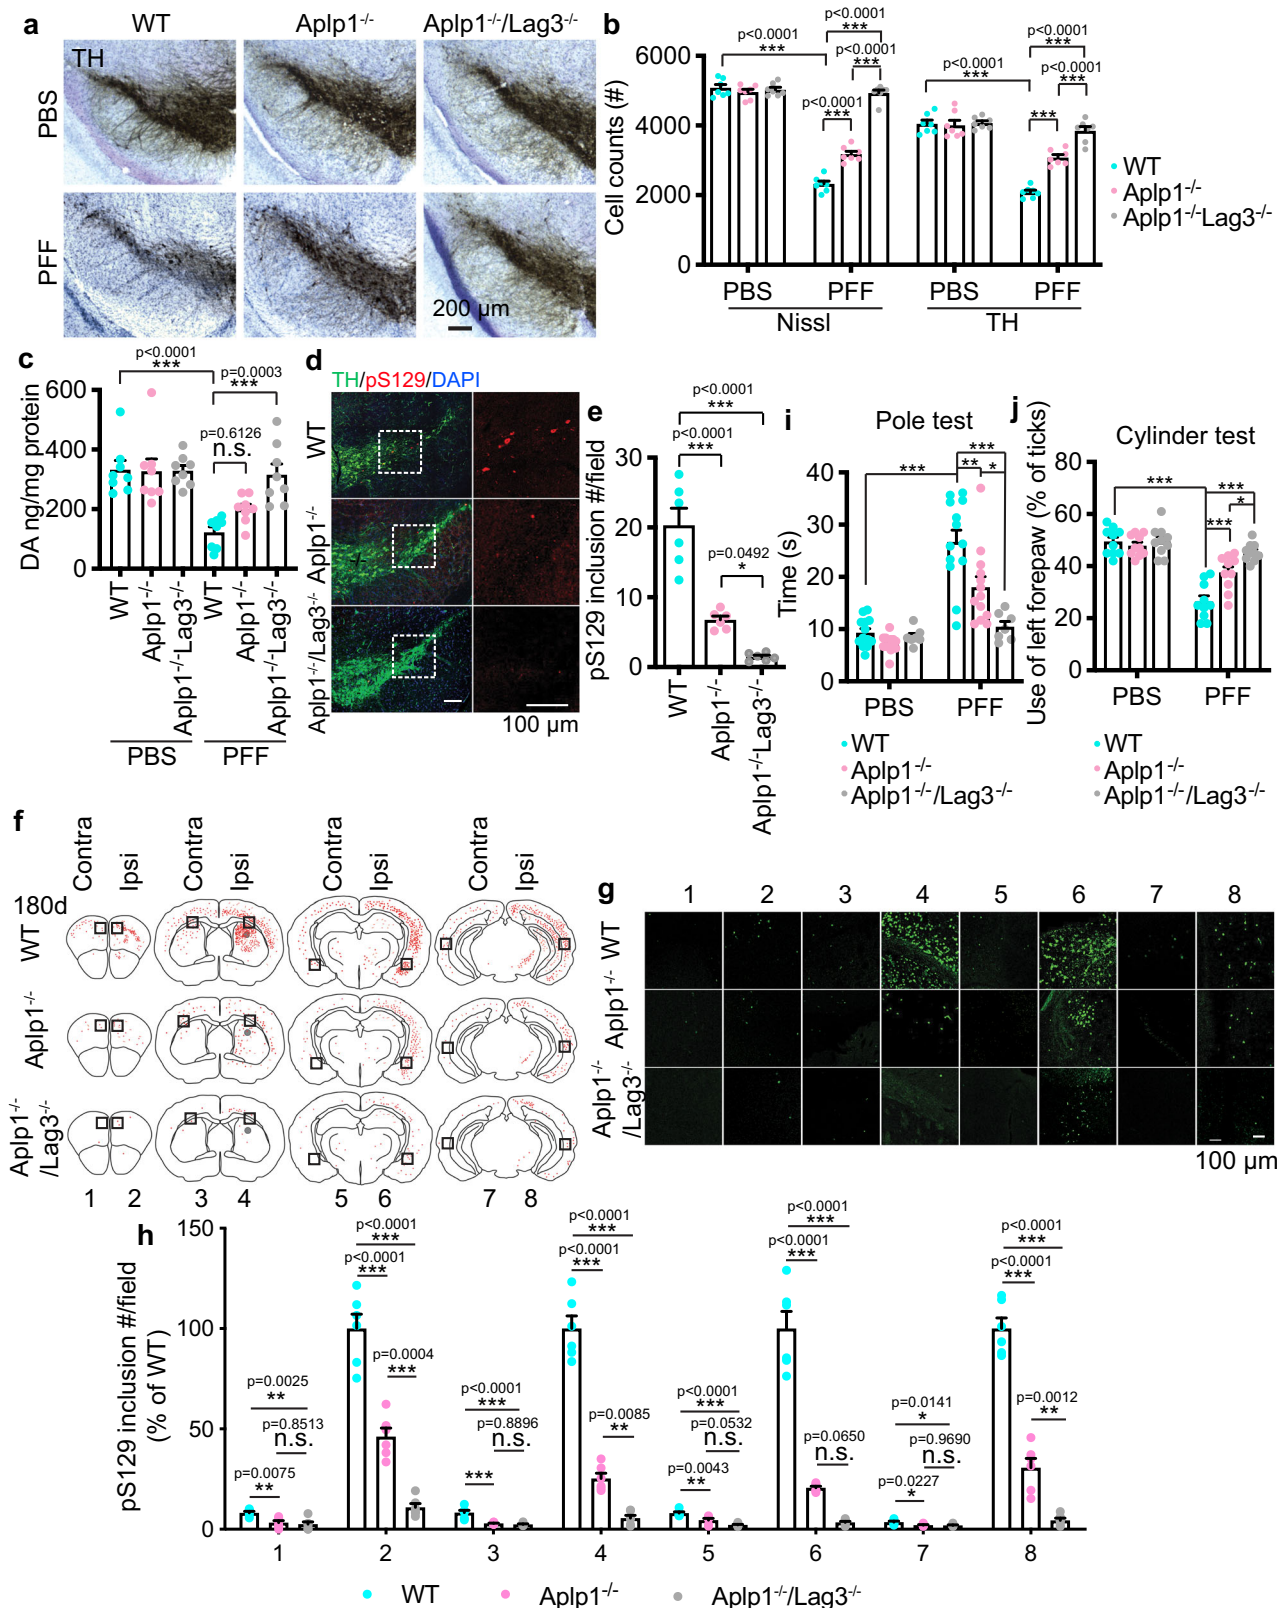 a
WT
Aplp1-/-
Aplp1-/-/Lag3-/-
TH
PBS
PFF
200 µm
b
Cell counts (#)
6000
4000
2000
0
p<0.0001
***
p<0.0001
***
p<0.0001
***
p<0.0001
***
p<0.0001
***
p<0.0001
***
p<0.0001
***
***
PBS
PFF
PBS
PFF
Nissl
TH
WT
Aplp1-/-
Aplp1-/-Lag3-/-
c
DA ng/mg protein
600
400
200
0
p<0.0001
***
p=0.0003
***
p=0.6126
n.s.
WT
Aplp1-/-
Aplp1-/-Lag3-/-
WT
Aplp1-/-
Aplp1-/-Lag3-/-
PBS
PFF
d
TH/pS129/DAPI
WT
Aplp1-/-
Aplp1-/-/Lag3-/-
100 µm
e
pS129 inclusion #/field
30
20
10
0
p<0.0001
***
p<0.0001
***
p=0.0492
*
WT
Aplp1-/-
Aplp1-/-Lag3-/-
i
Pole test
Time (s)
40
30
20
10
0
***
***
**
*
PBS
PFF
WT
Aplp1-/-
Aplp1-/-/Lag3-/-
j
Cylinder test
Use of left forepaw (% of ticks)
80
60
40
20
0
***
***
*
***
PBS
PFF
WT
Aplp1-/-
Aplp1-/-/Lag3-/-
f
Contra
Ipsi
Contra
Ipsi
Contra
Ipsi
Contra
Ipsi
180d
WT
Aplp1-/-
Aplp1-/-
/Lag3-/-
1 2 3 4 5 6 7 8
g
1 2 3 4 5 6 7 8
WT
Aplp1-/-
Aplp1-/-
/Lag3-/-
100 µm
h
pS129 inclusion #/field
(% of WT)
150
100
50
0
p=0.0025
**
p=0.8513
n.s.
p=0.0075
**
p<0.0001
***
p<0.0001
***
p=0.0004
***
p<0.0001
***
p=0.8896
n.s.
***
p<0.0001
***
p<0.0001
***
p=0.0085
**
p<0.0001
***
p=0.0532
n.s.
p=0.0043
**
p<0.0001
***
p<0.0001
***
p=0.0650
n.s.
p=0.0141
*
p=0.9690
n.s.
p=0.0227
*
p<0.0001
***
p<0.0001
***
p=0.0012
**
1 2 3 4 5 6 7 8
WT
Aplp1-/-
Aplp1-/-/Lag3-/-